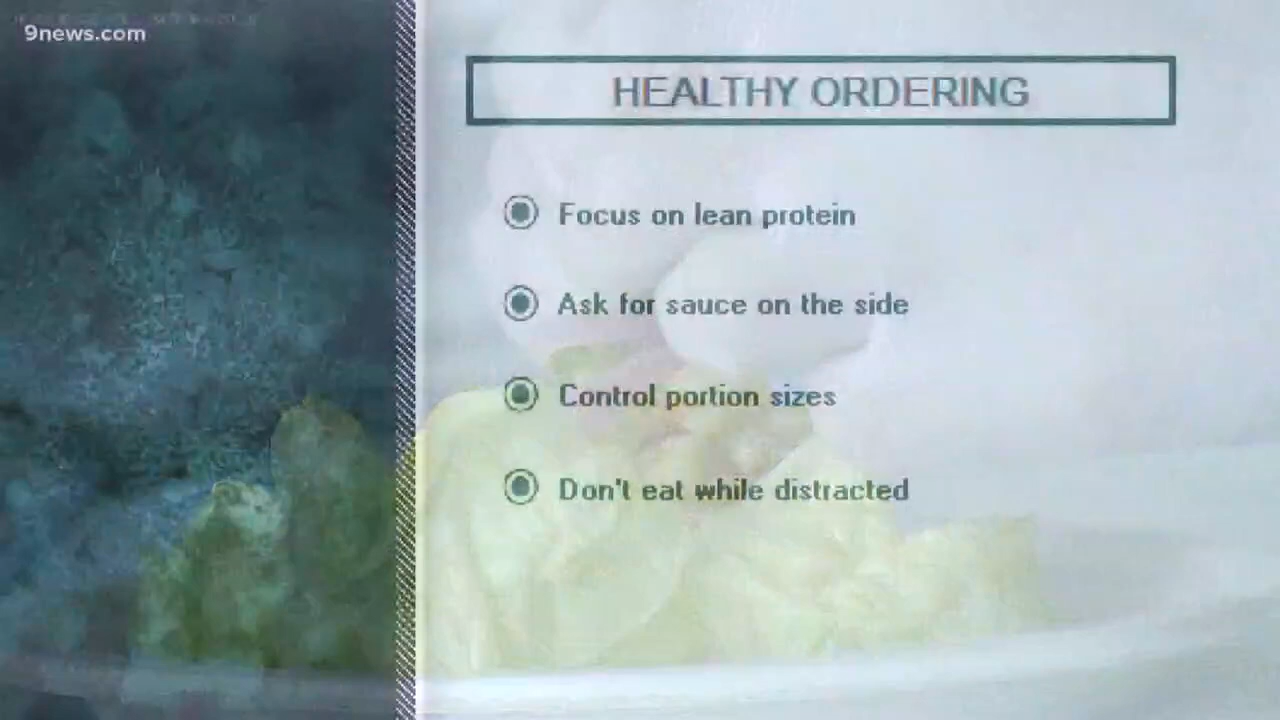 9news.com
HEALTHY ORDERING
Focus on lean protein
Ask for sauce on the side
Control portion sizes
Don't eat while distracted